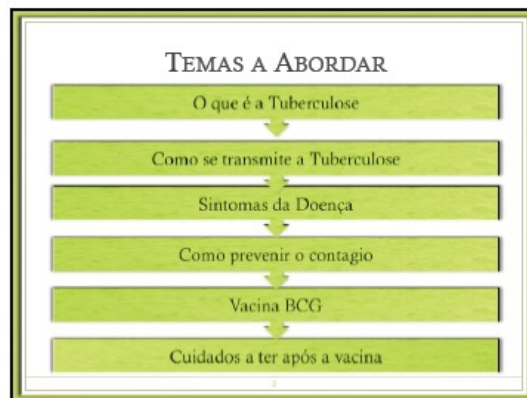 TEMAS A ABORDAR
O que é a Tuberculose
Como se transmite a Tuberculose
Sintomas da Doença
Como prevenir o contagio
Vacina BCG
Cuidados a ter após a vacina
2